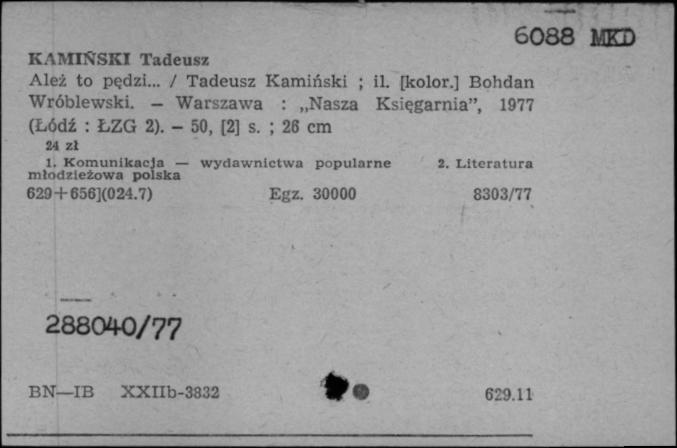 6088 MKD
KAMIŃSKI Tadeusz
Ależ to pędzi... / Tadeusz Kamiński ; il. [kolor.] Bohdan
Wróblewski. — Warszawa : „Nasza Księgarnia”, 1977
(Łódź : ŁZG 2). — 50, [2] s. ; 26 cm
24 zł
1. Komunikacja — wydawnictwa popularne 2. Literatura
młodzieżowa polska
629+656](024.7) Egz. 30000 8303/77
288040/77
BN—IB XXIIb-3832 629.11